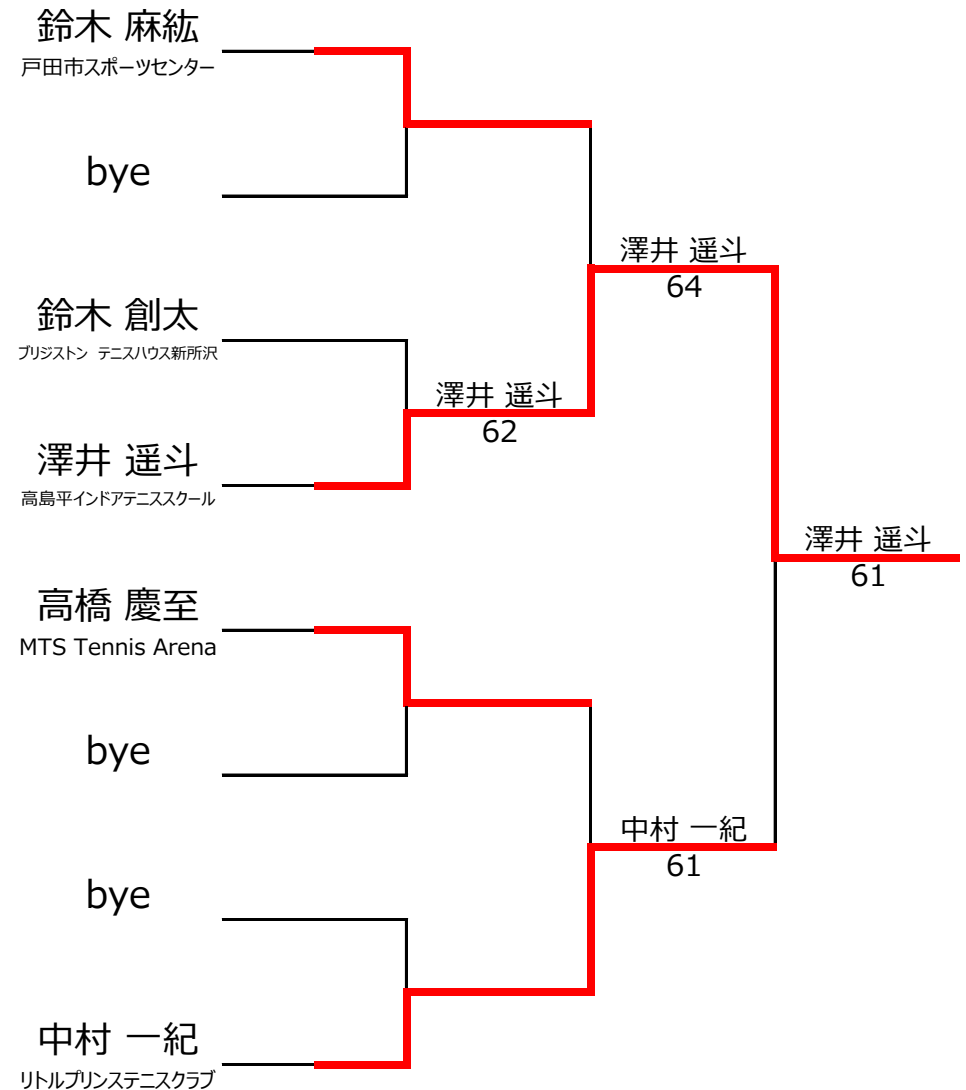 鈴木 麻紘
戸田市スポーツセンター
bye
澤井 遥斗
64
鈴木 創太
ブリジストン テニスハウス新所沢
澤井 遥斗
62
澤井 遥斗
高島平インドアテニススクール
澤井 遥斗
61
高橋 慶至
MTS Tennis Arena
bye
中村 一紀
61
bye
中村 一紀
リトルプリンステニスクラブ